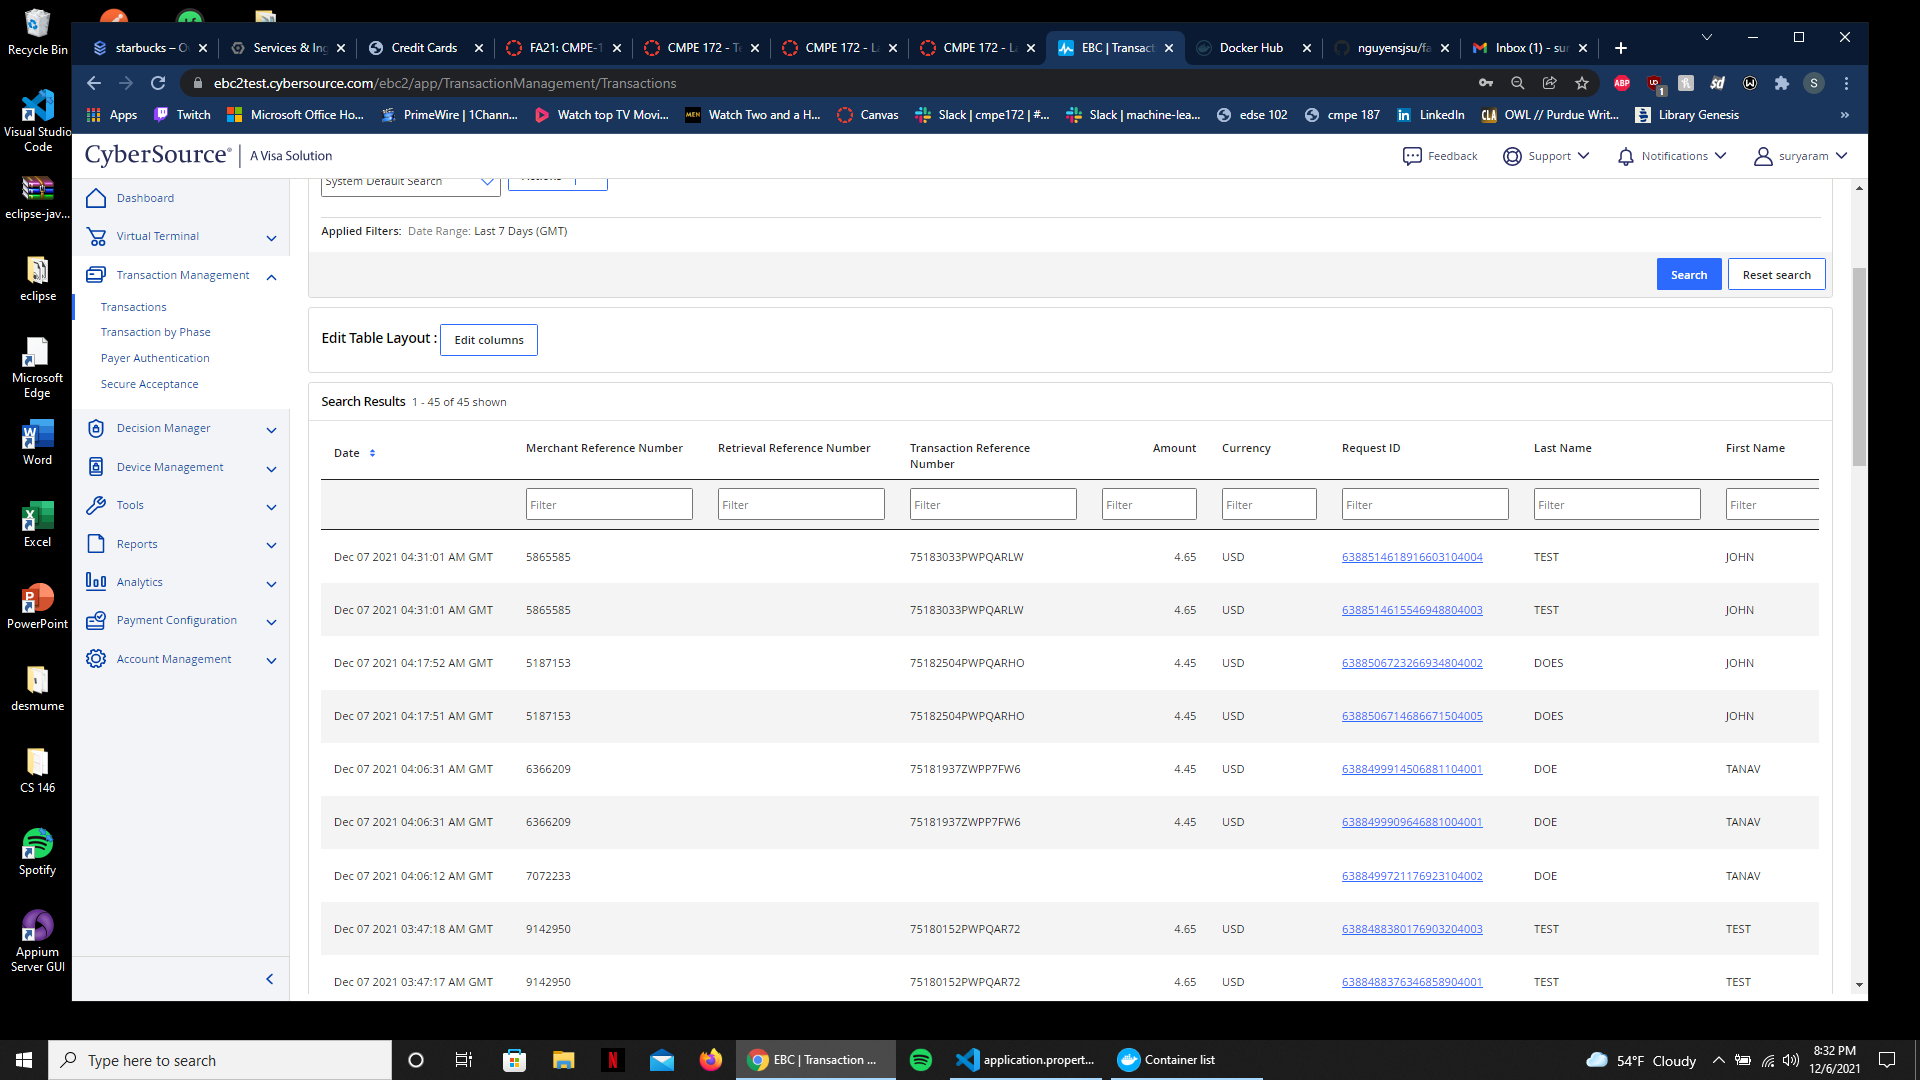 Recycle Bin
Visual Studio
Code
eclipse-jav...
eclipse
Microsoft
Edge
Word
Excel
PowerPoint
desmume
CS 146
Spotify
Appium
Server GUI
starbucks – O
Services & Ing
Credit Cards
FA21: CMPE-1
CMPE 172 - Te
CMPE 172 - La
CMPE 172 - La
EBC | Transact
Docker Hub
nguyensjsu/fa
Inbox (1) - sur
ebc2test.cybersource.com/ebc2/app/TransactionManagement/Transactions
ABP
1
S
Apps
Twitch
Microsoft Office Ho...
PrimeWire | 1Chann...
Watch top TV Movi...
MEN
Watch Two and a H...
Canvas
Slack | cmpe172 | #...
Slack | machine-lea...
edse 102
cmpe 187
LinkedIn
CLA
OWL // Purdue Writ...
Library Genesis
»
CyberSource | A Visa Solution
Feedback
Support
Notifications
suryaram
Dashboard
Virtual Terminal
Transaction Management
Transactions
Transaction by Phase
Payer Authentication
Secure Acceptance
Decision Manager
Device Management
Tools
Reports
Analytics
Payment Configuration
Account Management
System Default Search
Actions
Applied Filters: Date Range: Last 7 Days (GMT)
Search Reset search
Edit Table Layout : Edit columns
Search Results 1 - 45 of 45 shown
Date Merchant Reference Number Retrieval Reference Number Transaction Reference Number Amount Currency Request ID Last Name First Name
Filter Filter Filter Filter Filter Filter Filter Filter
Dec 07 2021 04:31:01 AM GMT 5865585 75183033PWPQARLW 4.65 USD 6388514618916603104004 TEST JOHN
Dec 07 2021 04:31:01 AM GMT 5865585 75183033PWPQARLW 4.65 USD 6388514615546948804003 TEST JOHN
Dec 07 2021 04:17:52 AM GMT 5187153 75182504PWPQARHO 4.45 USD 6388506723266934804002 DOES JOHN
Dec 07 2021 04:17:51 AM GMT 5187153 75182504PWPQARHO 4.45 USD 6388506714686671504005 DOES JOHN
Dec 07 2021 04:06:31 AM GMT 6366209 75181937ZWPP7FW6 4.45 USD 6388499914506881104001 DOE TANAV
Dec 07 2021 04:06:31 AM GMT 6366209 75181937ZWPP7FW6 4.45 USD 6388499909646881004001 DOE TANAV
Dec 07 2021 04:06:12 AM GMT 7072233 6388499721176923104002 DOE TANAV
Dec 07 2021 03:47:18 AM GMT 9142950 75180152PWPQAR72 4.65 USD 6388488380176903204003 TEST TEST
Dec 07 2021 03:47:17 AM GMT 9142950 75180152PWPQAR72 4.65 USD 6388488376346858904001 TEST TEST
Type here to search
EBC | Transaction ...
application.propert...
Container list
54°F Cloudy
8:32 PM
12/6/2021